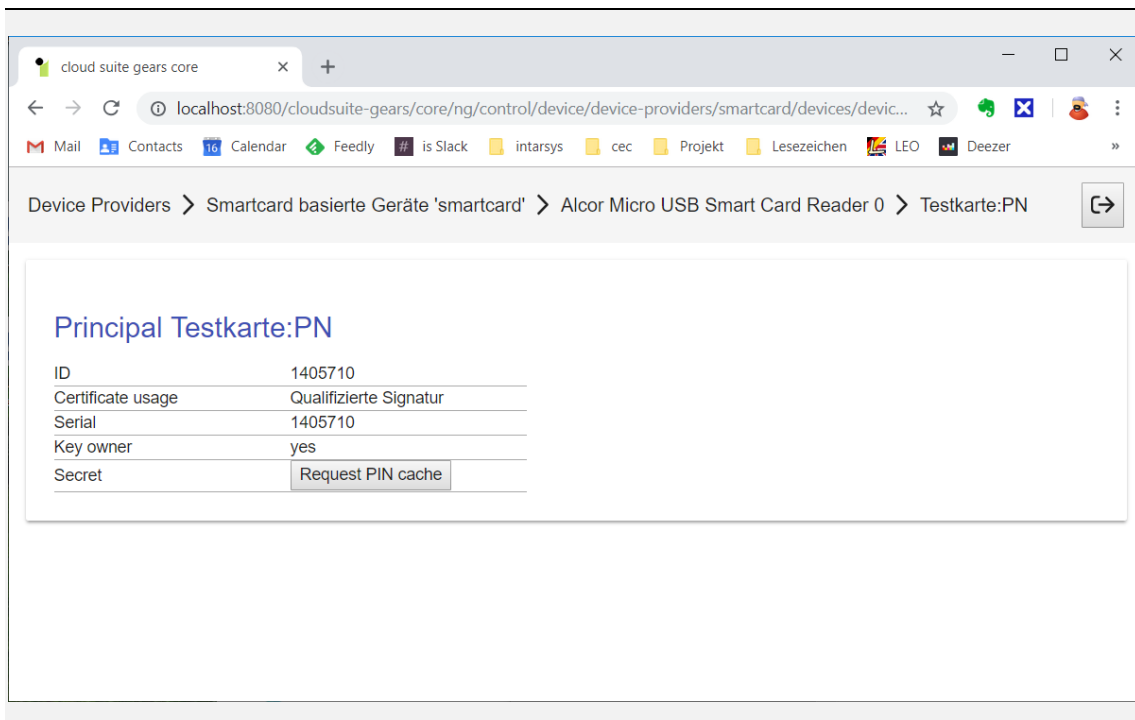 cloud suite gears core
localhost:8080/cloudsuite-gears/core/ng/control/device/device-providers/smartcard/devices/devic...
Mail Contacts 16 Calendar Feedly # is Slack intarsys cec Projekt Lesezeichen LEO Deezer »
Device Providers > Smartcard basierte Geräte 'smartcard' > Alcor Micro USB Smart Card Reader 0 > Testkarte:PN
Principal Testkarte:PN
ID 1405710
Certificate usage Qualifizierte Signatur
Serial 1405710
Key owner yes
Secret Request PIN cache